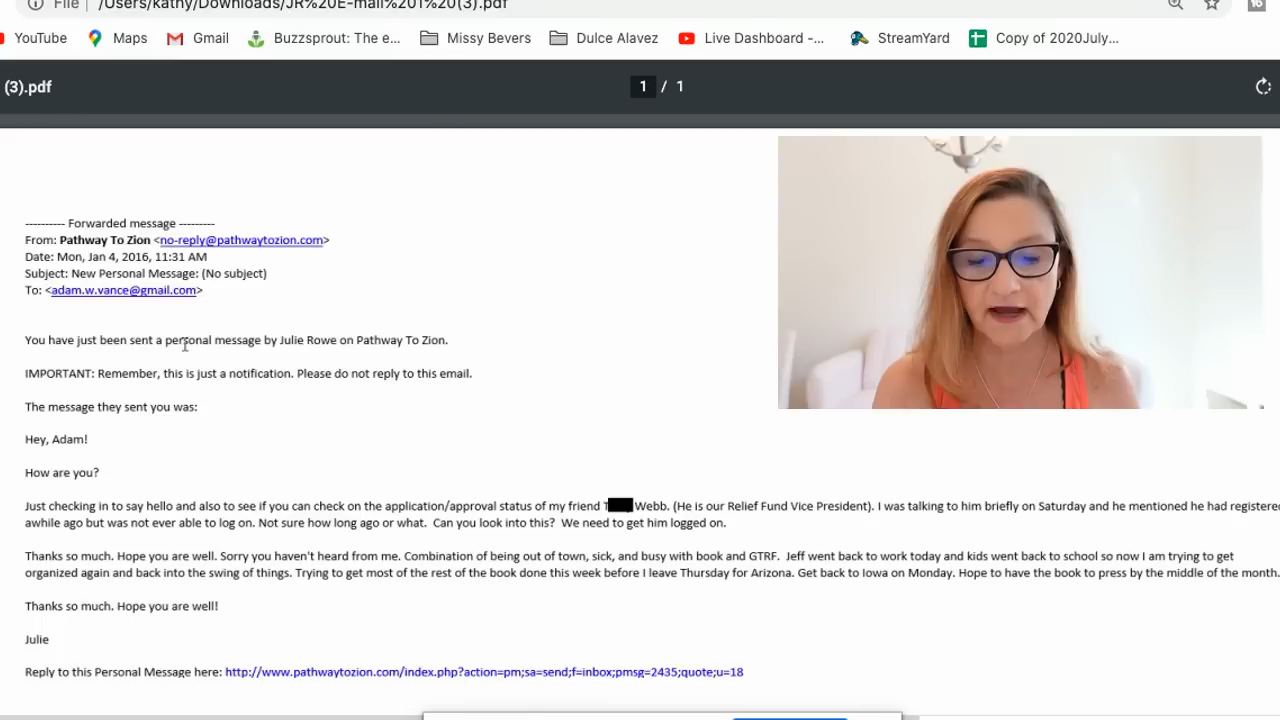 File /Users/kathy/Downloads/JR%20E-mail%201%20(3).pdf
YouTube Maps Gmail Buzzsprout: The e... Missy Bevers Dulce Alavez Live Dashboard -... StreamYard Copy of 2020July...
(3).pdf 1 / 1
---------- Forwarded message ---------
From: Pathway To Zion <no-reply@pathwaytozion.com>
Date: Mon, Jan 4, 2016, 11:31 AM
Subject: New Personal Message: (No subject)
To: <adam.w.vance@gmail.com>
You have just been sent a personal message by Julie Rowe on Pathway To Zion.
IMPORTANT: Remember, this is just a notification. Please do not reply to this email.
The message they sent you was:
Hey, Adam!
How are you?
Just checking in to say hello and also to see if you can check on the application/approval status of my friend T Webb. (He is our Relief Fund Vice President). I was talking to him briefly on Saturday and he mentioned he had registere
awhile ago but was not ever able to log on. Not sure how long ago or what. Can you look into this? We need to get him logged on.
Thanks so much. Hope you are well. Sorry you haven't heard from me. Combination of being out of town, sick, and busy with book and GTRF. Jeff went back to work today and kids went back to school so now I am trying to get
organized again and back into the swing of things. Trying to get most of the rest of the book done this week before I leave Thursday for Arizona. Get back to Iowa on Monday. Hope to have the book to press by the middle of the month.
Thanks so much. Hope you are well!
Julie
Reply to this Personal Message here: http://www.pathwaytozion.com/index.php?action=pm;sa=send;f=inbox;pmsg=2435;quote;u=18